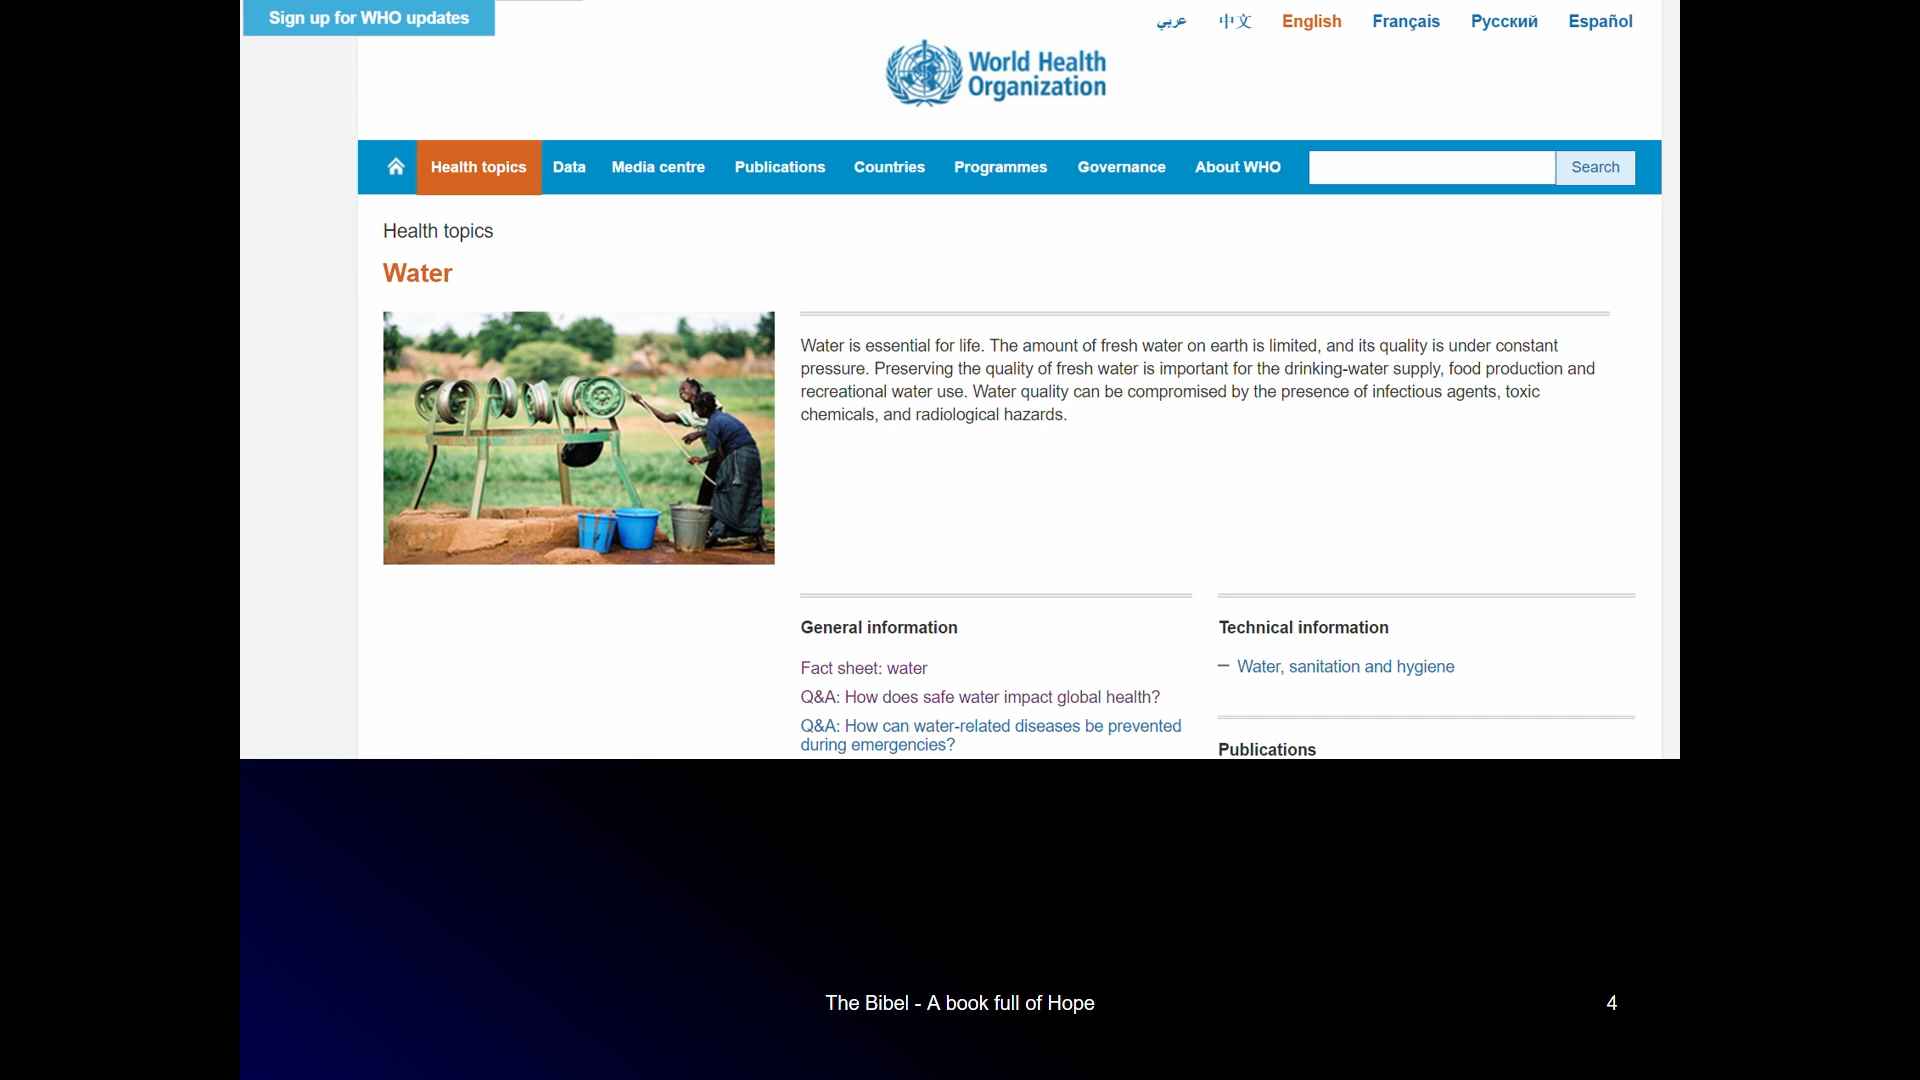 Sign up for WHO updates
عربي 中文 English Français Русский Español
World Health
Organization
Health topics Data Media centre Publications Countries Programmes Governance About WHO Search
Health topics
Water
Water is essential for life. The amount of fresh water on earth is limited, and its quality is under constant
pressure. Preserving the quality of fresh water is important for the drinking-water supply, food production and
recreational water use. Water quality can be compromised by the presence of infectious agents, toxic
chemicals, and radiological hazards.
General information
Fact sheet: water
Q&A: How does safe water impact global health?
Q&A: How can water-related diseases be prevented
during emergencies?
Technical information
– Water, sanitation and hygiene
Publications
The Bibel - A book full of Hope
4